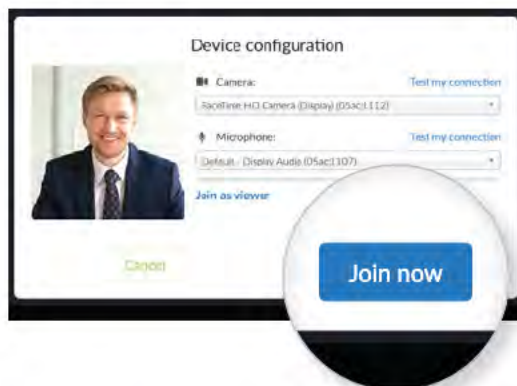 Device configuration
Camera:
Test my connection
FaceTime HD Camera (Display) (05ac:1112)
Microphone:
Test my connection
Default - Display Audio (05ac:1107)
Join as viewer
Cancel
Join now